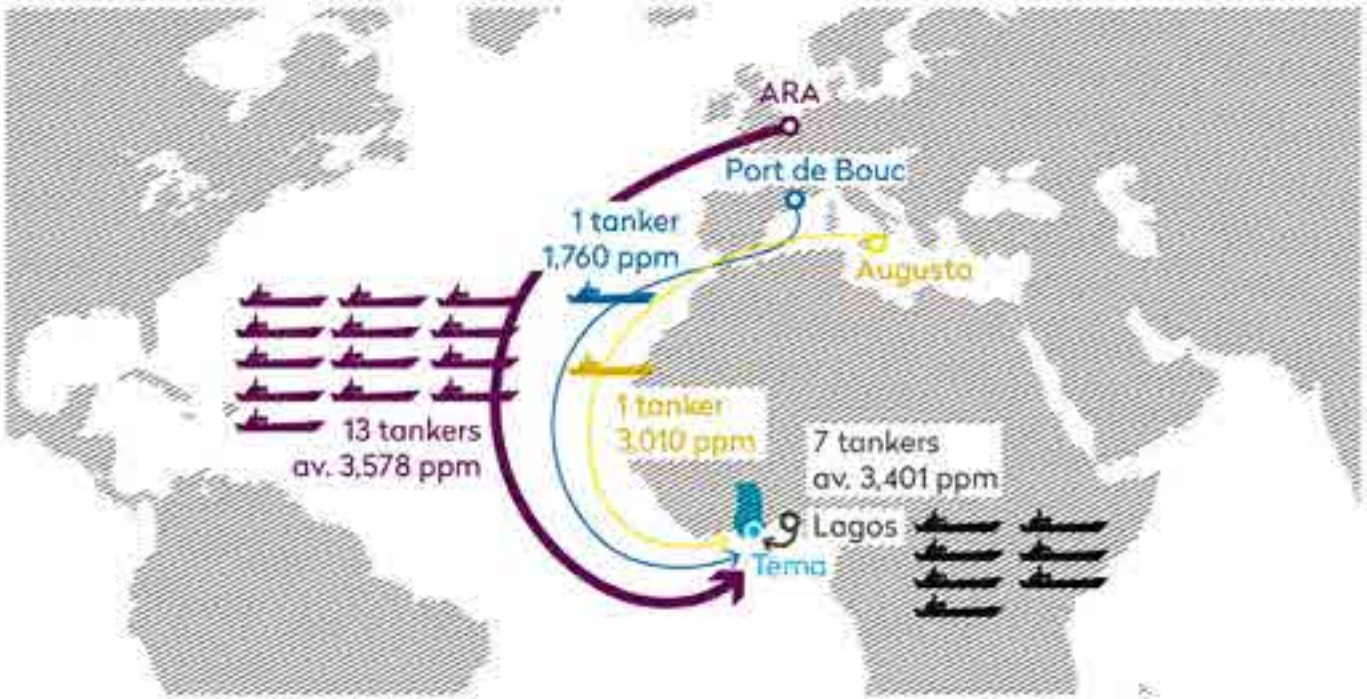 ARA
Port de Bouc
1 tanker
1,760 ppm
Augusta
13 tankers
av. 3,578 ppm
1 tanker
3,010 ppm
7 tankers
av. 3,401 ppm
Lagos
Tema